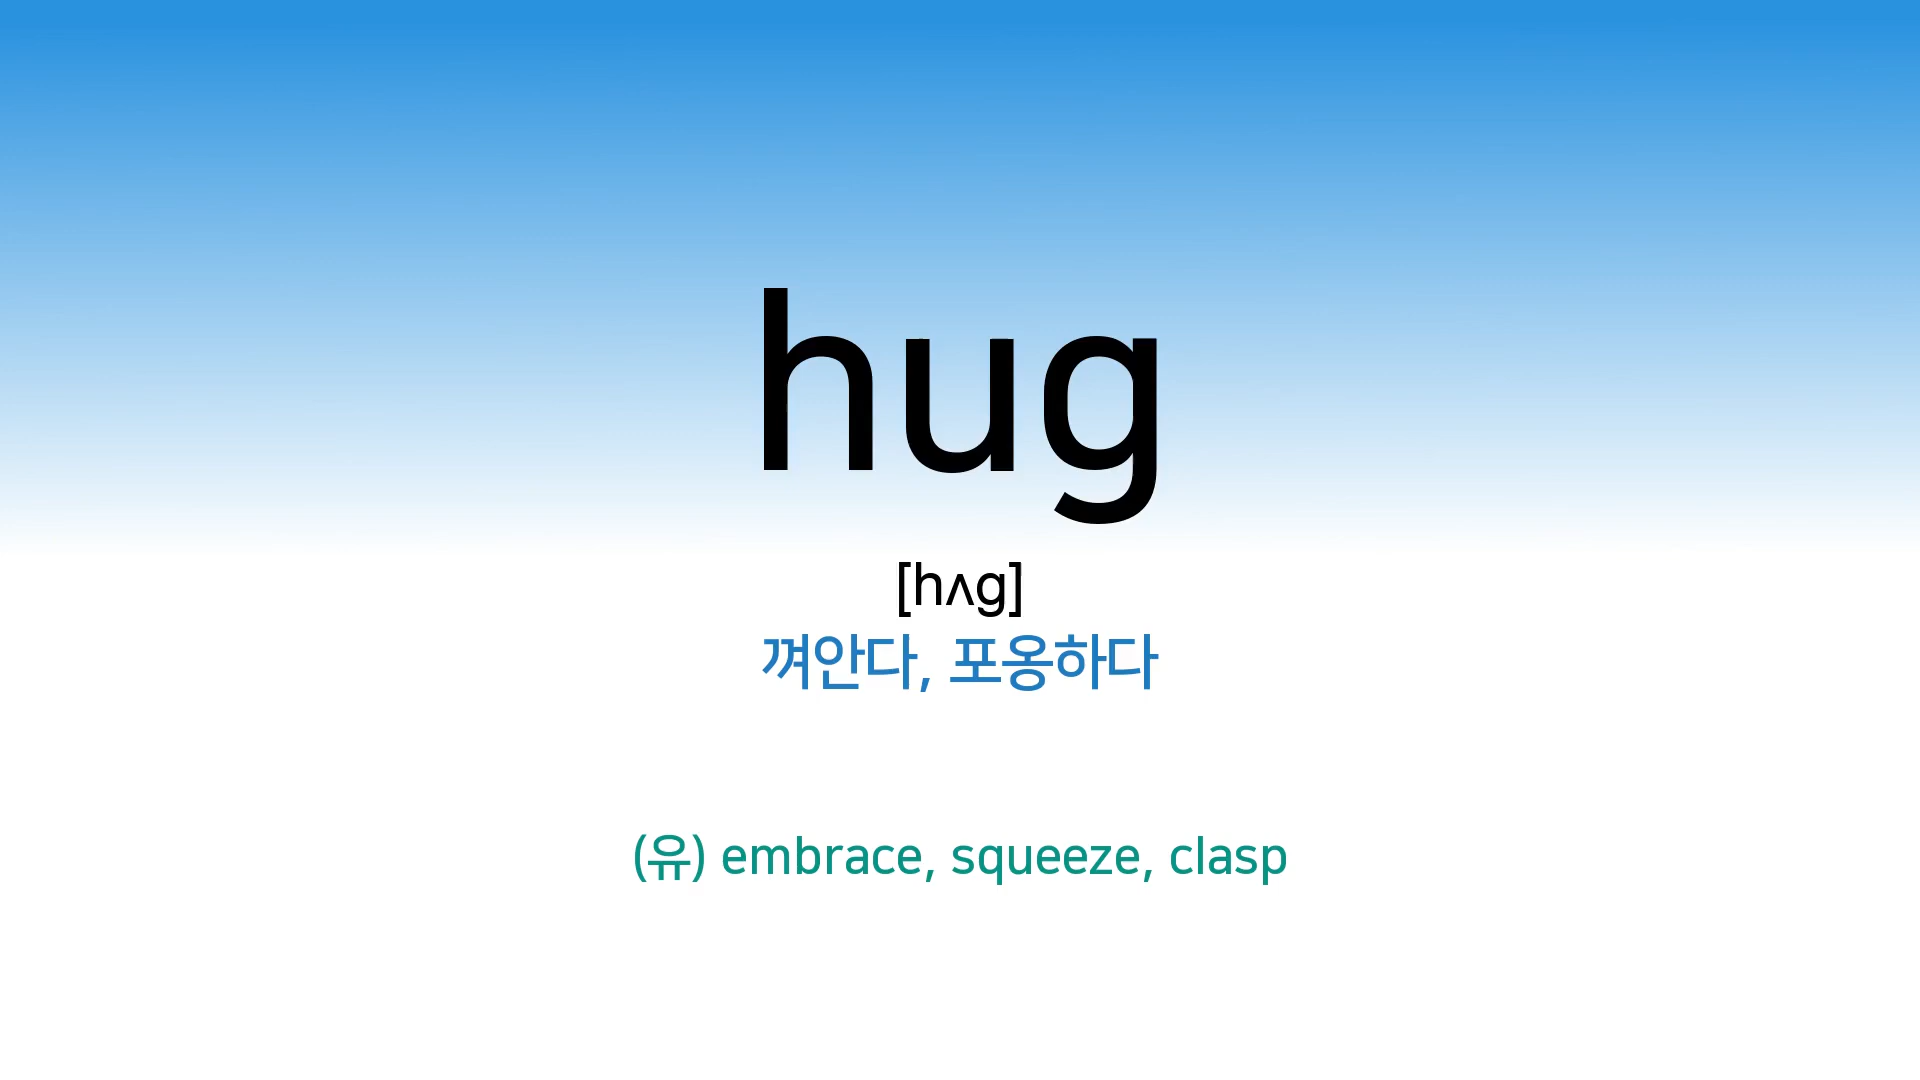 hug
[hʌg]
껴안다, 포옹하다
(유) embrace, squeeze, clasp